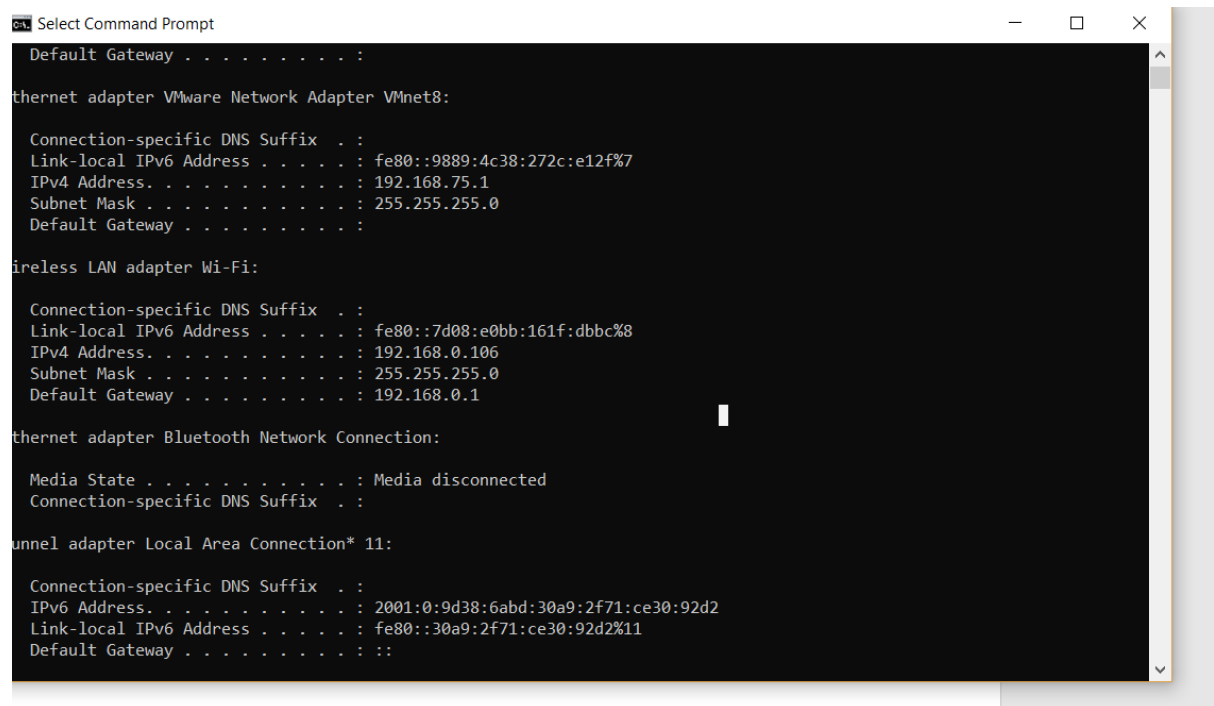 Select Command Prompt
Default Gateway . . . . . . . . . :
thernet adapter VMware Network Adapter VMnet8:
Connection-specific DNS Suffix  . :
Link-local IPv6 Address . . . . . : fe80::9889:4c38:272c:e12f%7
IPv4 Address. . . . . . . . . . . : 192.168.75.1
Subnet Mask . . . . . . . . . . . : 255.255.255.0
Default Gateway . . . . . . . . . :
ireless LAN adapter Wi-Fi:
Connection-specific DNS Suffix  . :
Link-local IPv6 Address . . . . . : fe80::7d08:e0bb:161f:dbbc%8
IPv4 Address. . . . . . . . . . . : 192.168.0.106
Subnet Mask . . . . . . . . . . . : 255.255.255.0
Default Gateway . . . . . . . . . : 192.168.0.1
thernet adapter Bluetooth Network Connection:
Media State . . . . . . . . . . . : Media disconnected
Connection-specific DNS Suffix  . :
unnel adapter Local Area Connection* 11:
Connection-specific DNS Suffix  . :
IPv6 Address. . . . . . . . . . . : 2001:0:9d38:6abd:30a9:2f71:ce30:92d2
Link-local IPv6 Address . . . . . : fe80::30a9:2f71:ce30:92d2%11
Default Gateway . . . . . . . . . : ::